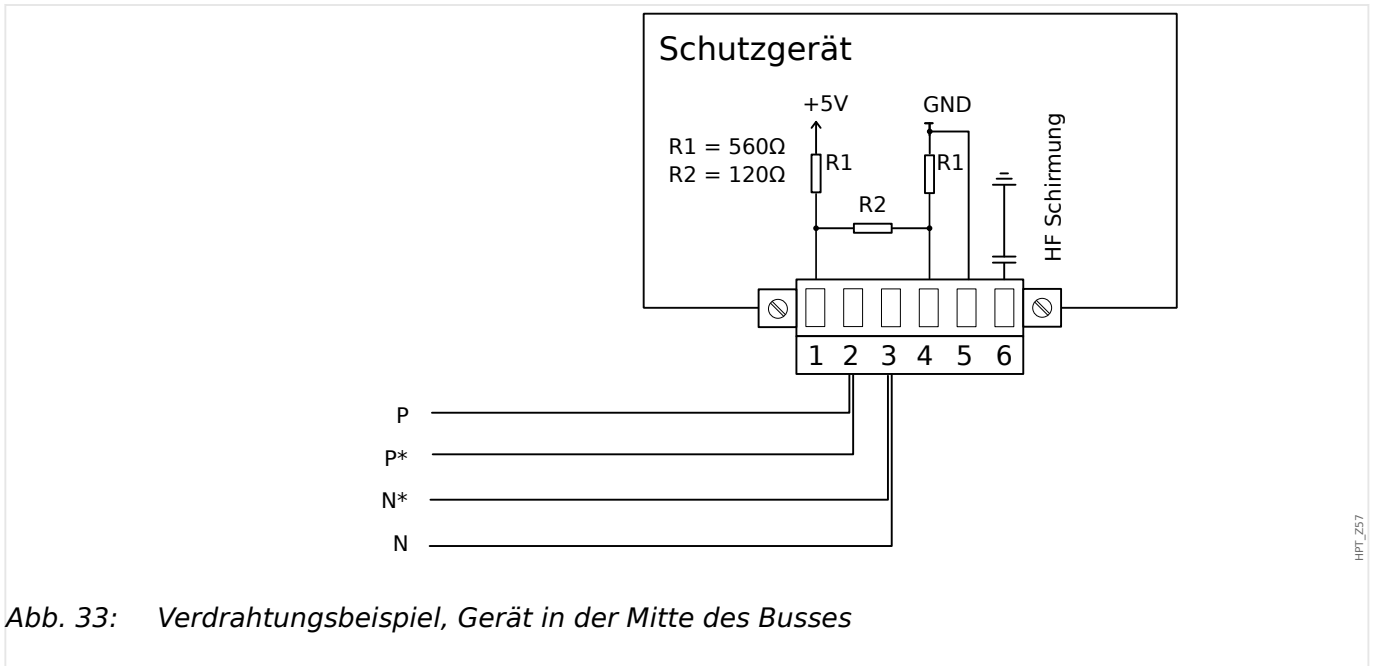 Schutzgerät
+5V
GND
R1 = 560Ω
R2 = 120Ω
R1
R1
R2
HF Schirmung
1 2 3 4 5 6
P
P*
N*
N
HPT_Z57
Abb. 33: Verdrahtungsbeispiel, Gerät in der Mitte des Busses